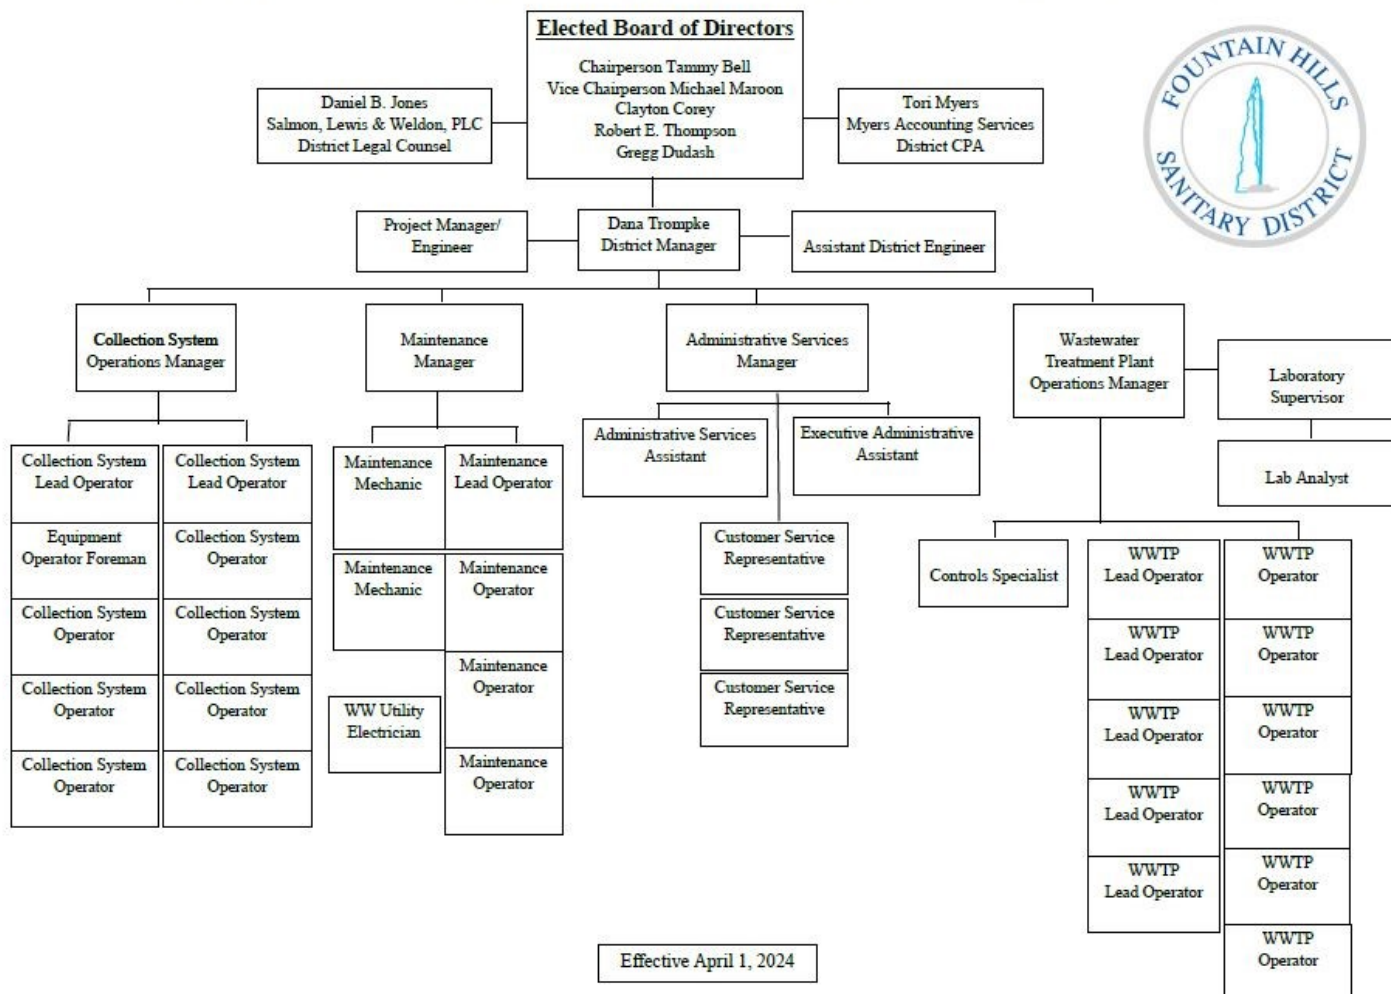 Elected Board of Directors
Chairperson Tammy Bell
Vice Chairperson Michael Maroon
Clayton Corey
Robert E. Thompson
Gregg Dudash
Daniel B. Jones
Salmon, Lewis & Weldon, PLC
District Legal Counsel
Tori Myers
Myers Accounting Services
District CPA
FOUNTAIN HILLS
SANITARY DISTRICT
Project Manager/
Engineer
Dana Trompke
District Manager
Assistant District Engineer
Collection System
Operations Manager
Maintenance
Manager
Administrative Services
Manager
Wastewater
Treatment Plant
Operations Manager
Laboratory
Supervisor
Lab Analyst
Collection System
Lead Operator
Equipment
Operator Foreman
Collection System
Operator
Collection System
Operator
Collection System
Operator
Collection System
Lead Operator
Collection System
Operator
Collection System
Operator
Collection System
Operator
Collection System
Operator
Maintenance
Mechanic
Maintenance
Mechanic
WW Utility
Electrician
Maintenance
Lead Operator
Maintenance
Operator
Maintenance
Operator
Maintenance
Operator
Administrative Services
Assistant
Executive Administrative
Assistant
Customer Service
Representative
Customer Service
Representative
Customer Service
Representative
Controls Specialist
WWTP
Lead Operator
WWTP
Lead Operator
WWTP
Lead Operator
WWTP
Lead Operator
WWTP
Lead Operator
WWTP
Operator
WWTP
Operator
WWTP
Operator
WWTP
Operator
WWTP
Operator
WWTP
Operator
Effective April 1, 2024